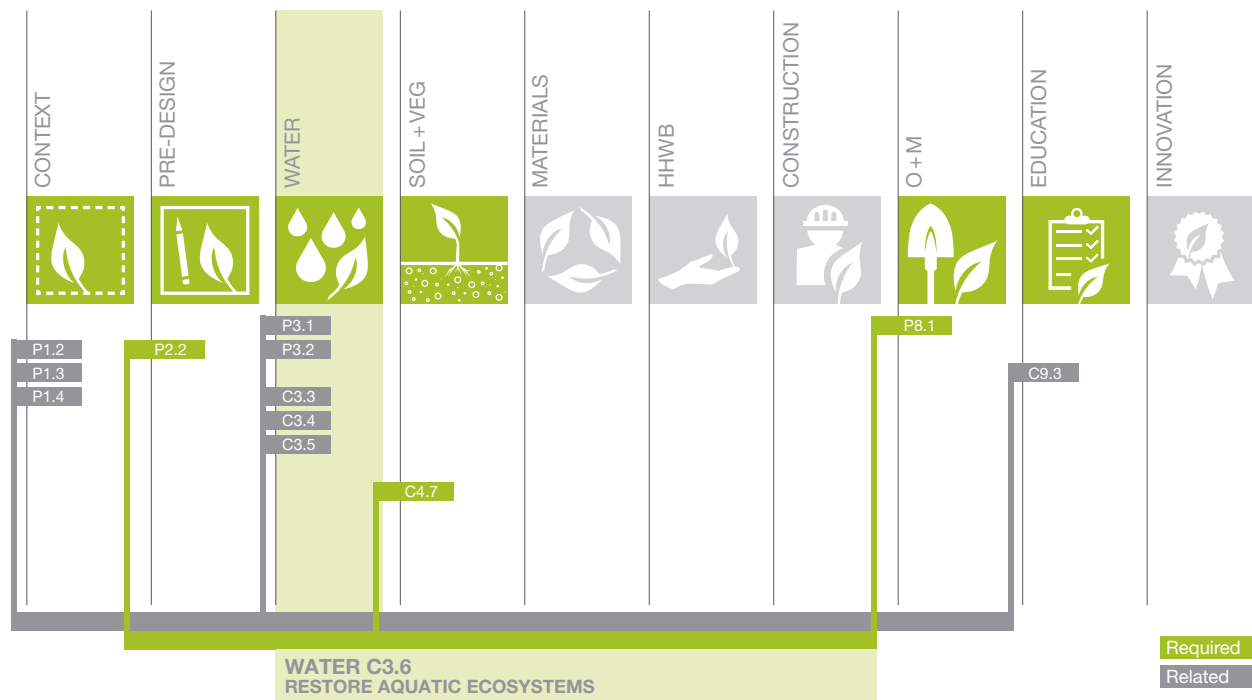 CONTEXT
PRE-DESIGN
WATER
SOIL + VEG
MATERIALS
HHWB
CONSTRUCTION
O + M
EDUCATION
INNOVATION
P3.1
P8.1
P1.2
P2.2
P3.2
P1.3
C9.3
P1.4
C3.3
C3.4
C3.5
C4.7
WATER C3.6
RESTORE AQUATIC ECOSYSTEMS
Required
Related